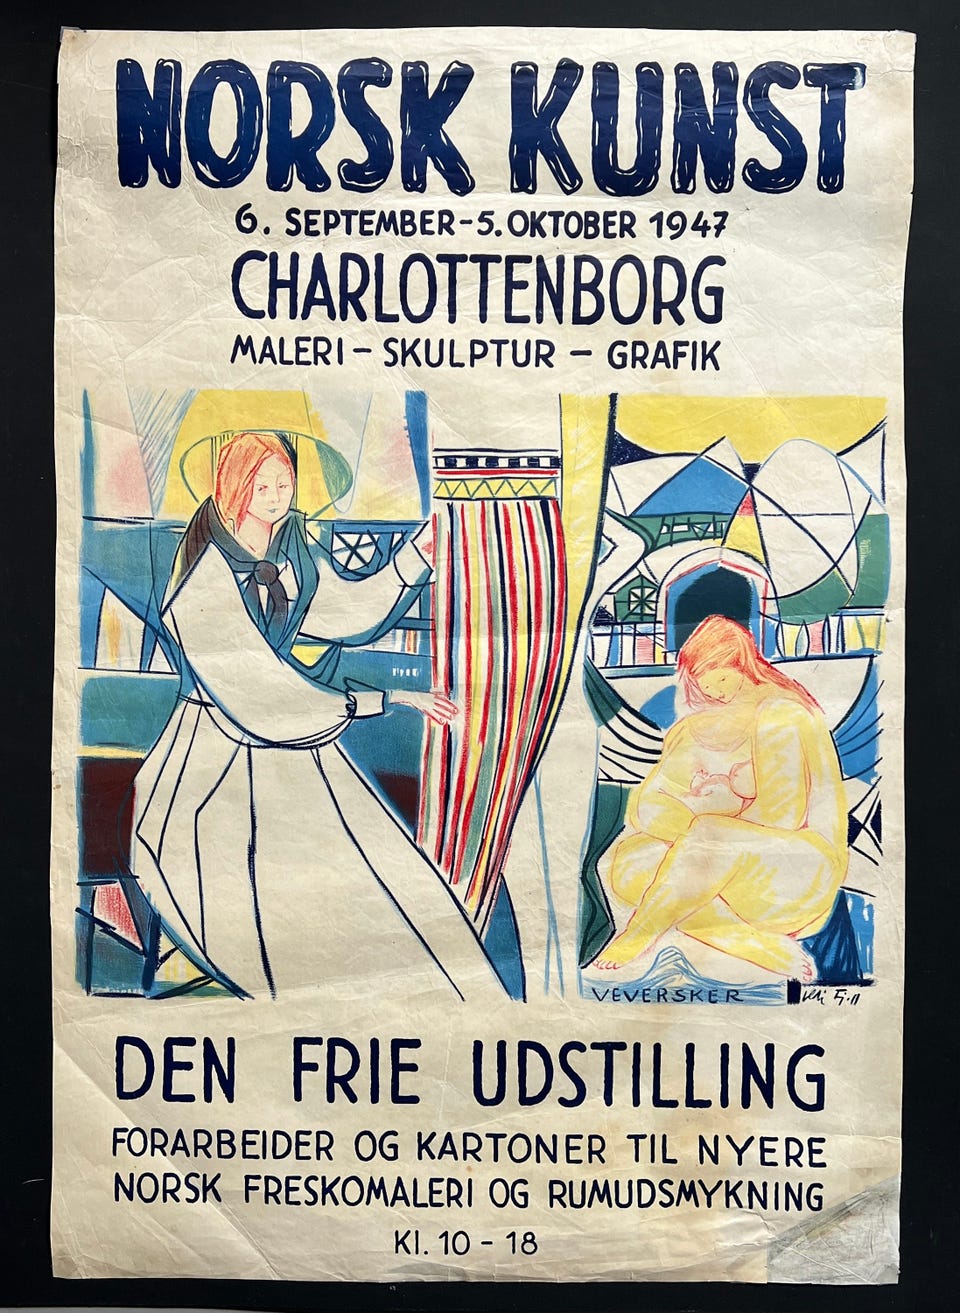 NORSK KUNST
6. SEPTEMBER - 5. OKTOBER 1947
CHARLOTTENBORG
MALERI - SKULPTUR - GRAFIK
VEVERSKER
DEN FRIE UDSTILLING
FORARBEIDER OG KARTONER TIL NYERE
NORSK FRESKOMALERI OG RUMUDSMYKNING
Kl. 10 - 18